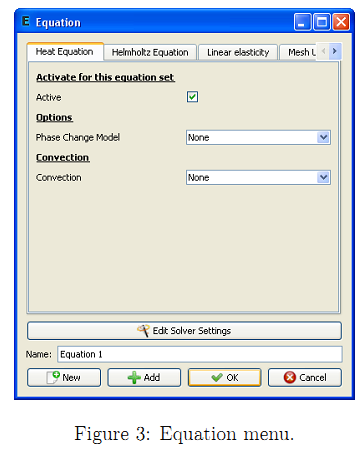 Equation
Heat Equation Helmholtz Equation Linear elasticity Mesh U
Activate for this equation set
Active
Options
Phase Change Model None
Convection
Convection None
Edit Solver Settings
Name: Equation 1
New Add OK Cancel
Figure 3: Equation menu.